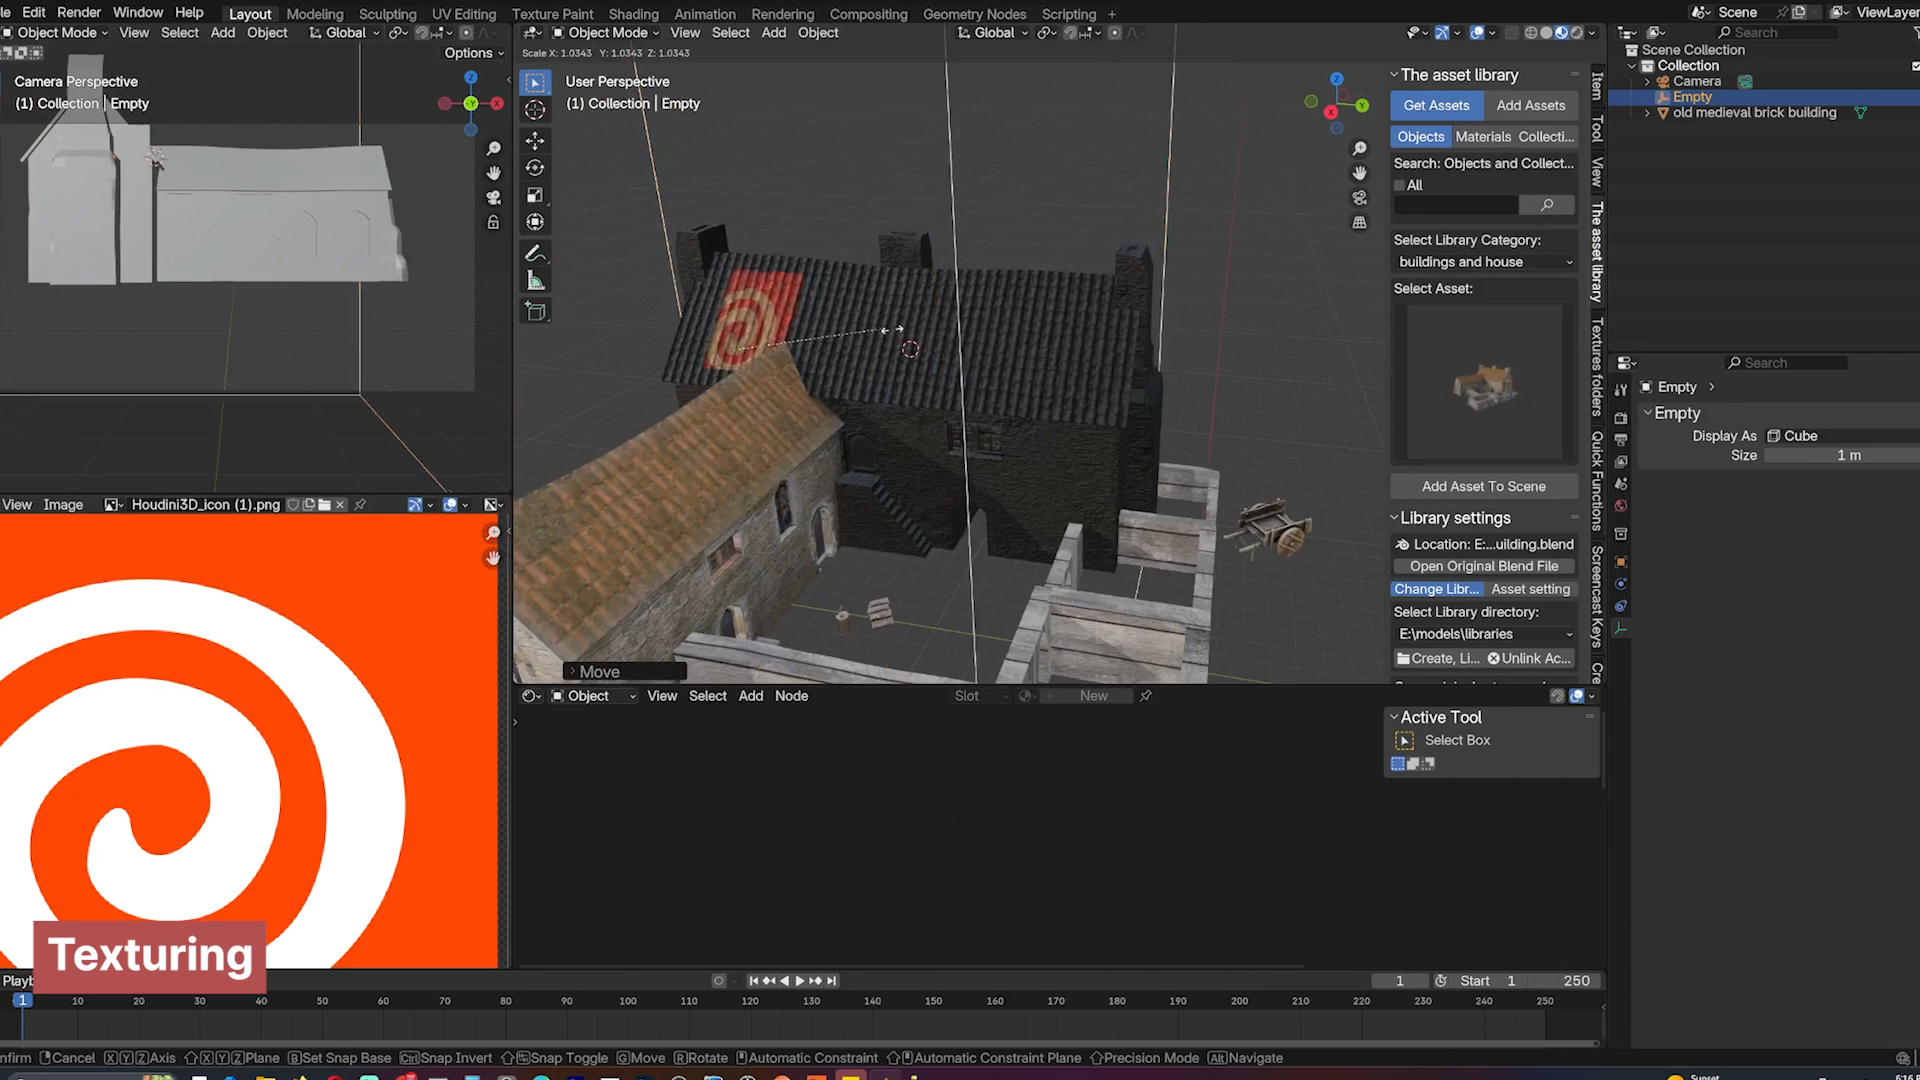 Edit Render Window Help Layout Modeling Sculpting UV Editing Texture Paint Shading Animation Rendering Compositing Geometry Nodes Scripting + Scene ViewLayer
Object Mode View Select Add Object Global
Options
Camera Perspective
(1) Collection | Empty
Object Mode View Select Add Object Global
Scale X: 1.0343 Y: 1.0343 Z: 1.0343
User Perspective
(1) Collection | Empty
Move
The asset library
Get Assets Add Assets
Objects Materials Collecti...
Search: Objects and Collect...
All
Select Library Category:
buildings and house
Select Asset:
Add Asset To Scene
Library settings
Location: E:...uilding.blend
Open Original Blend File
Change Libr... Asset setting
Select Library directory:
E:\models\libraries
Create, Li... Unlink Ac...
Item
Tool
View
The asset library
Textures folders
Quick Functions
Screencast Keys
Cre
Search
Scene Collection
Collection
Camera
Empty
old medieval brick building
Search
Empty
Empty
Display As Cube
Size 1 m
View Image Houdini3D_icon (1).png
Object View Select Add Node Slot New
Active Tool
Select Box
Texturing
1 Start 1 250
1 10 20 30 40 50 60 70 80 90 100 110 120 130 140 150 160 170 180 190 200 210 220 230 240 250
Cancel X Y Z Axis X Y Z Plane B Set Snap Base Ctrl Snap Invert Snap Toggle G Move R Rotate Automatic Constraint Automatic Constraint Plane Precision Mode Alt Navigate
Sunset